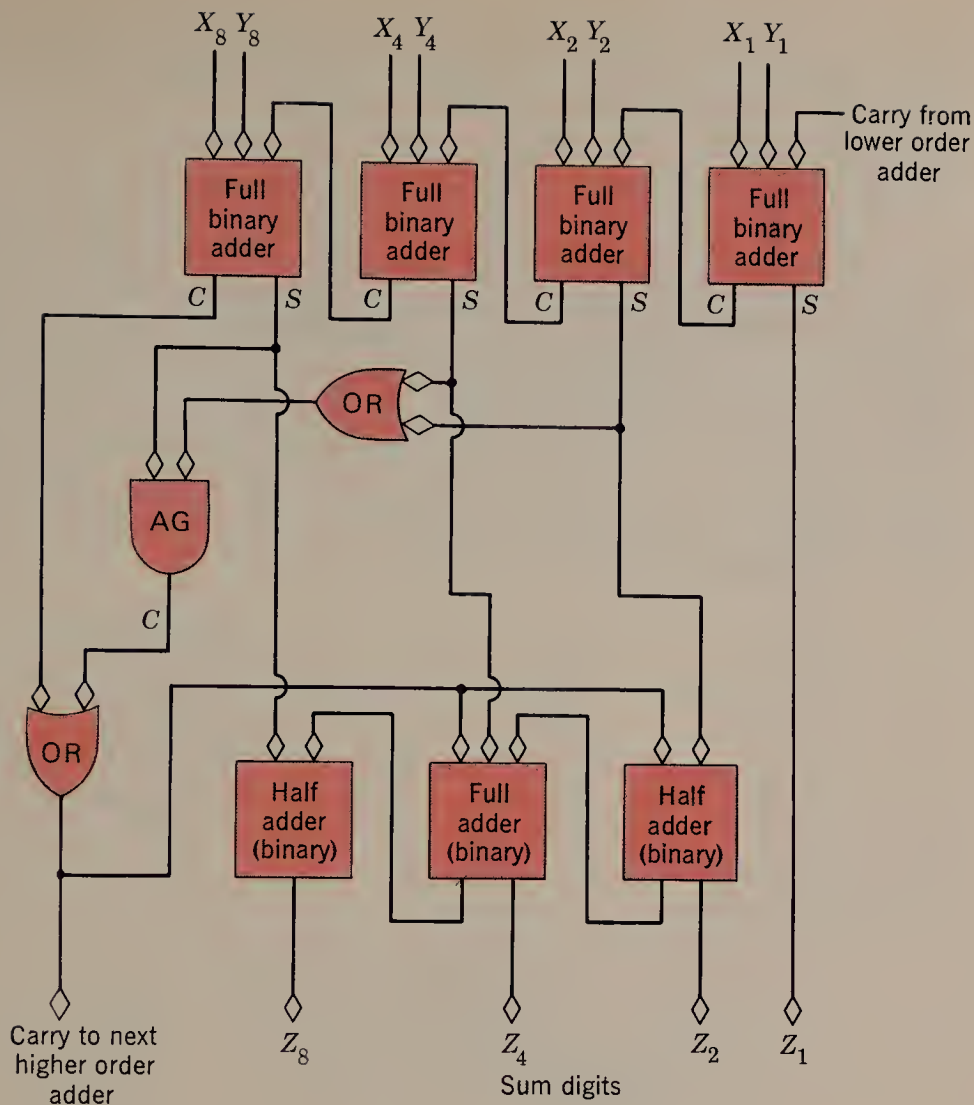 X8 Y8 X4 Y4 X2 Y2 X1 Y1
Carry from
lower order
adder
Full
binary
adder
Full
binary
adder
Full
binary
adder
Full
binary
adder
C S C S C S C S
OR
AG
C
OR
Half
adder
(binary)
Full
adder
(binary)
Half
adder
(binary)
Carry to next
higher order
adder
Z8 Z4 Z2 Z1
Sum digits